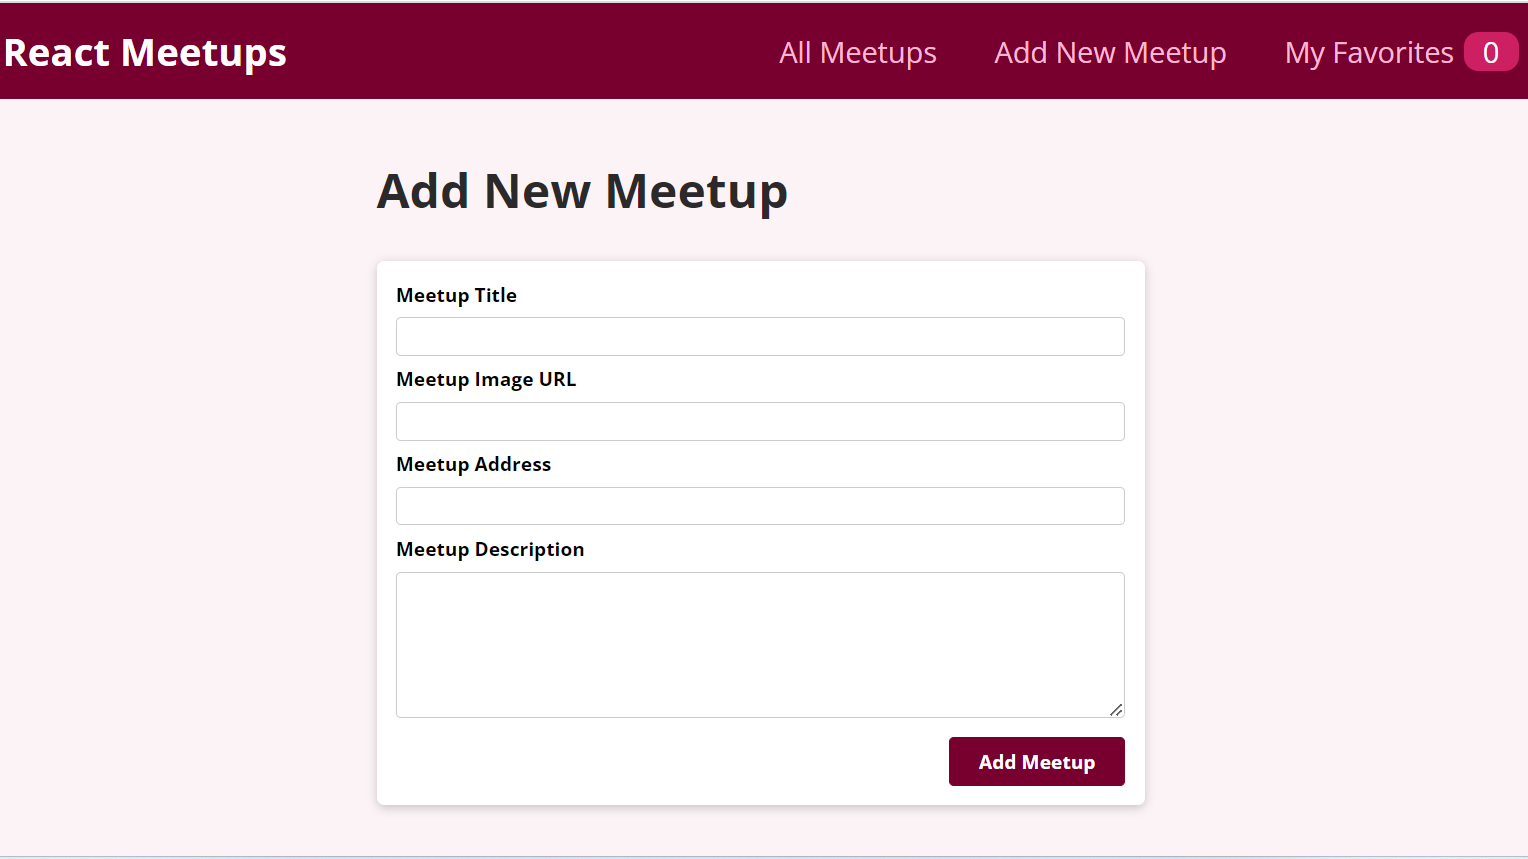 React Meetups All Meetups Add New Meetup My Favorites 0
Add New Meetup
Meetup Title
Meetup Image URL
Meetup Address
Meetup Description
Add Meetup